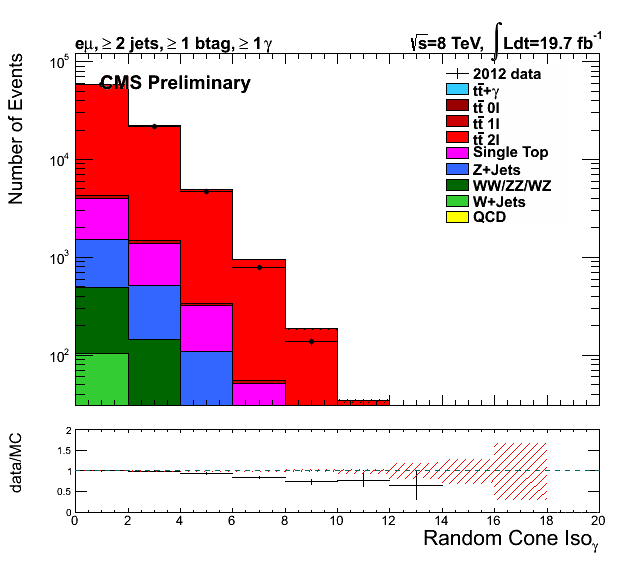 eμ, ≥ 2 jets, ≥ 1 btag, ≥ 1 γ
√s=8 TeV, ∫ Ldt=19.7 fb⁻¹
CMS Preliminary
2012 data
tt̄+γ
tt̄ 0l
tt̄ 1l
tt̄ 2l
Single Top
Z+Jets
WW/ZZ/WZ
W+Jets
QCD
Number of Events
10⁵
10⁴
10³
10²
data/MC
2
1.5
1
0.5
0
0 2 4 6 8 10 12 14 16 18 20
Random Cone Isoᵧ